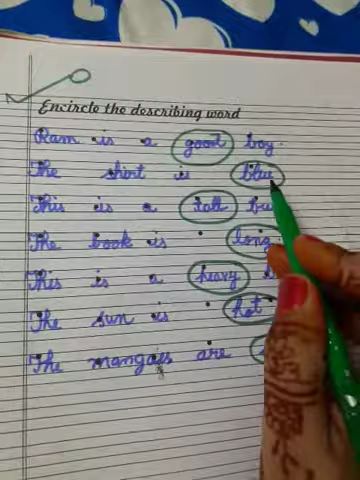 Encircle the describing word
Ram is a good boy.
The shirt is blue
This is a tall
The book is long
This is a heavy
The sun is hot
The mangoes are